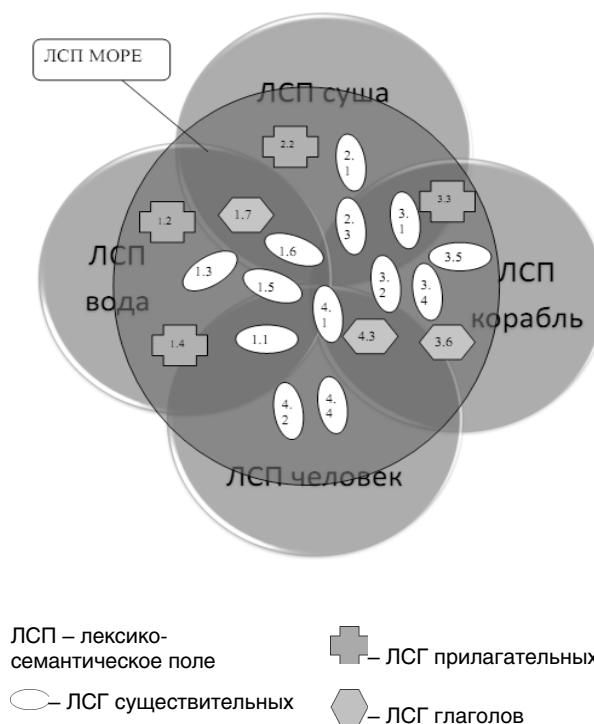 ЛСП МОРЕ
ЛСП суша
2.2
2.
1
3.3
1.2
1.7
2.
3
3.
1
1.6
3.5
ЛСП
вода
1.3
1.5
3.
2
3.
4
ЛСП
корабль
4.
1
1.4
1.1
4.3
3.6
4.
2
4.
4
ЛСП человек
ЛСП – лексико-
семантическое поле
– ЛСГ прилагательных
– ЛСГ существительных
– ЛСГ глаголов